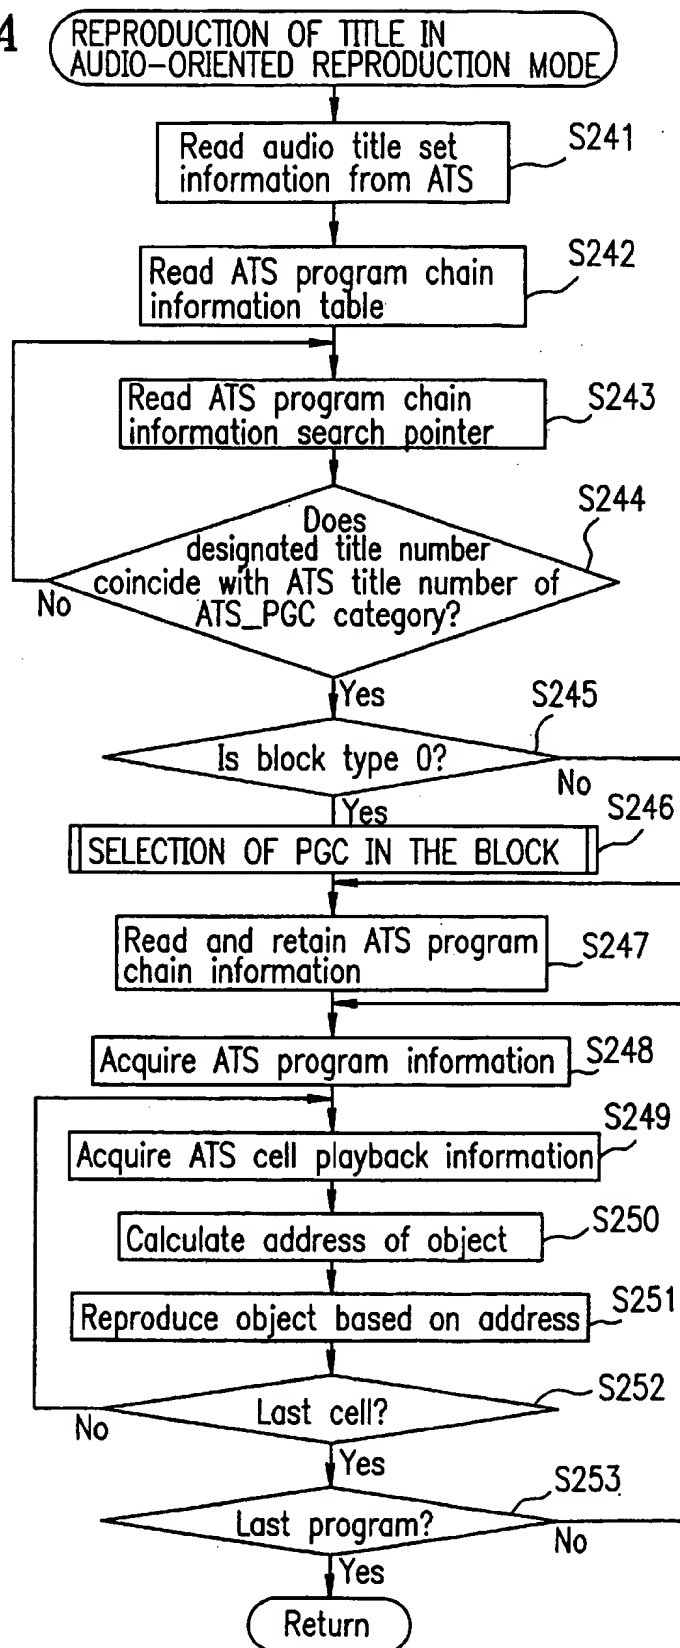 4
REPRODUCTION OF TITLE IN
AUDIO-ORIENTED REPRODUCTION MODE
Read audio title set
information from ATS
S241
Read ATS program chain
information table
S242
Read ATS program chain
information search pointer
S243
Does
designated title number
coincide with ATS title number of
ATS_PGC category?
S244
No
Yes
Is block type 0?
S245
No
Yes
SELECTION OF PGC IN THE BLOCK
S246
Read and retain ATS program
chain information
S247
Acquire ATS program information
S248
Acquire ATS cell playback information
S249
Calculate address of object
S250
Reproduce object based on address
S251
Last cell?
S252
No
Yes
Last program?
S253
No
Yes
Return